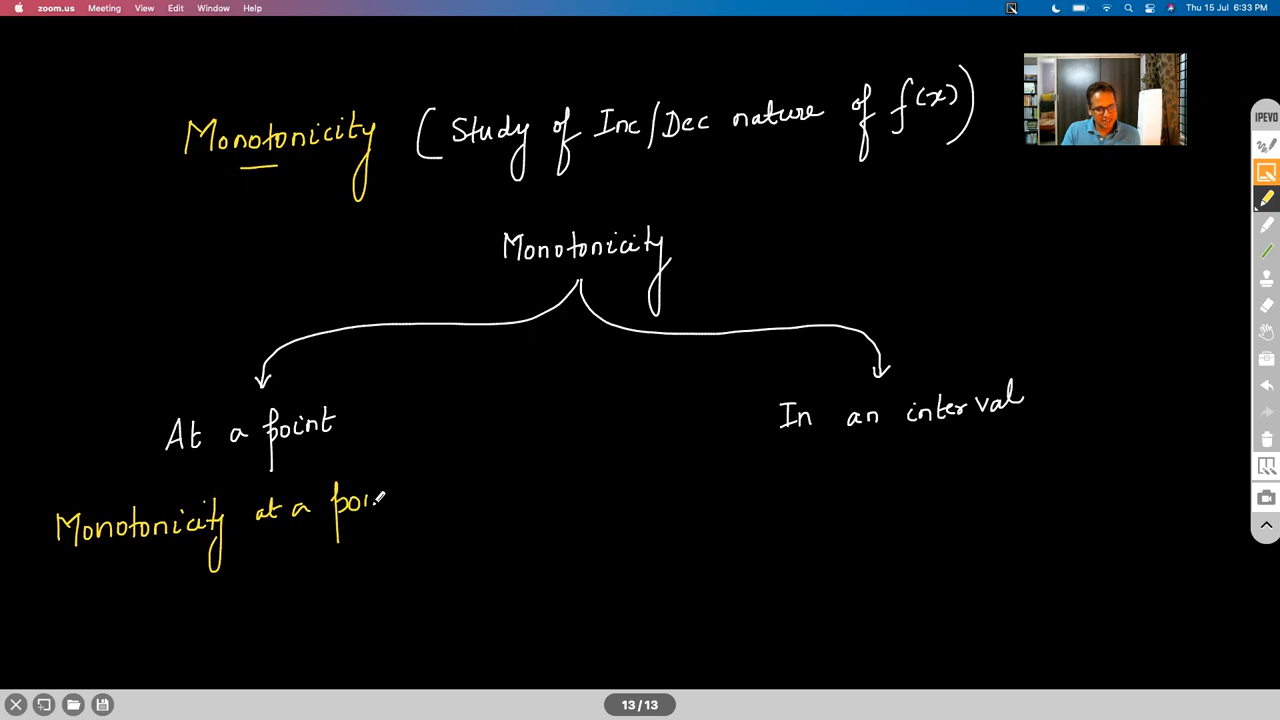 zoom.us Meeting View Edit Window Help Thu 15 Jul 6:33 PM
Monotonicity (Study of Inc/Dec nature of f(x))
IPEVO
Monotonicity
At a point In an interval
Monotonicity at a poi
13/13